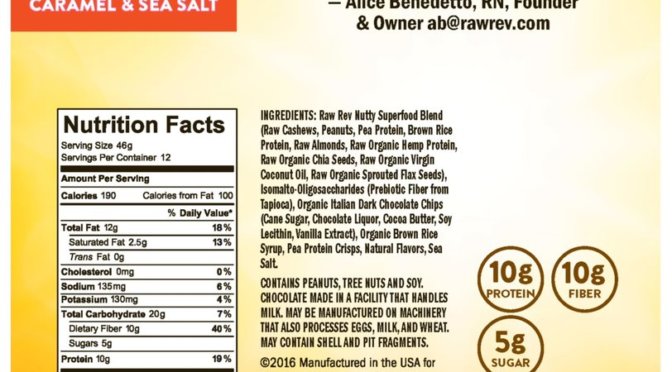 CARAMEL & SEA SALT
— Alice Benedetto, RN, Founder
& Owner ab@rawrev.com
Nutrition Facts
Serving Size 46g
Servings Per Container 12
Amount Per Serving
Calories 190 Calories from Fat 100
% Daily Value*
Total Fat 12g 18%
Saturated Fat 2.5g 13%
Trans Fat 0g
Cholesterol 0mg 0%
Sodium 135mg 6%
Potassium 130mg 4%
Total Carbohydrate 20g 7%
Dietary Fiber 10g 40%
Sugars 5g
Protein 10g 19%
INGREDIENTS: Raw Rev Nutty Superfood Blend
(Raw Cashews, Peanuts, Pea Protein, Brown Rice
Protein, Raw Almonds, Raw Organic Hemp Protein,
Raw Organic Chia Seeds, Raw Organic Virgin
Coconut Oil, Raw Organic Sprouted Flax Seeds),
Isomalto-Oligosaccharides (Prebiotic Fiber from
Tapioca), Organic Italian Dark Chocolate Chips
(Cane Sugar, Chocolate Liquor, Cocoa Butter, Soy
Lecithin, Vanilla Extract), Organic Brown Rice
Syrup, Pea Protein Crisps, Natural Flavors, Sea
Salt.
CONTAINS PEANUTS, TREE NUTS AND SOY.
CHOCOLATE MADE IN A FACILITY THAT HANDLES
MILK. MAY BE MANUFACTURED ON MACHINERY
THAT ALSO PROCESSES EGGS, MILK, AND WHEAT.
MAY CONTAIN SHELL AND PIT FRAGMENTS.
©2016 Manufactured in the USA for
10g
PROTEIN
10g
FIBER
5g
SUGAR